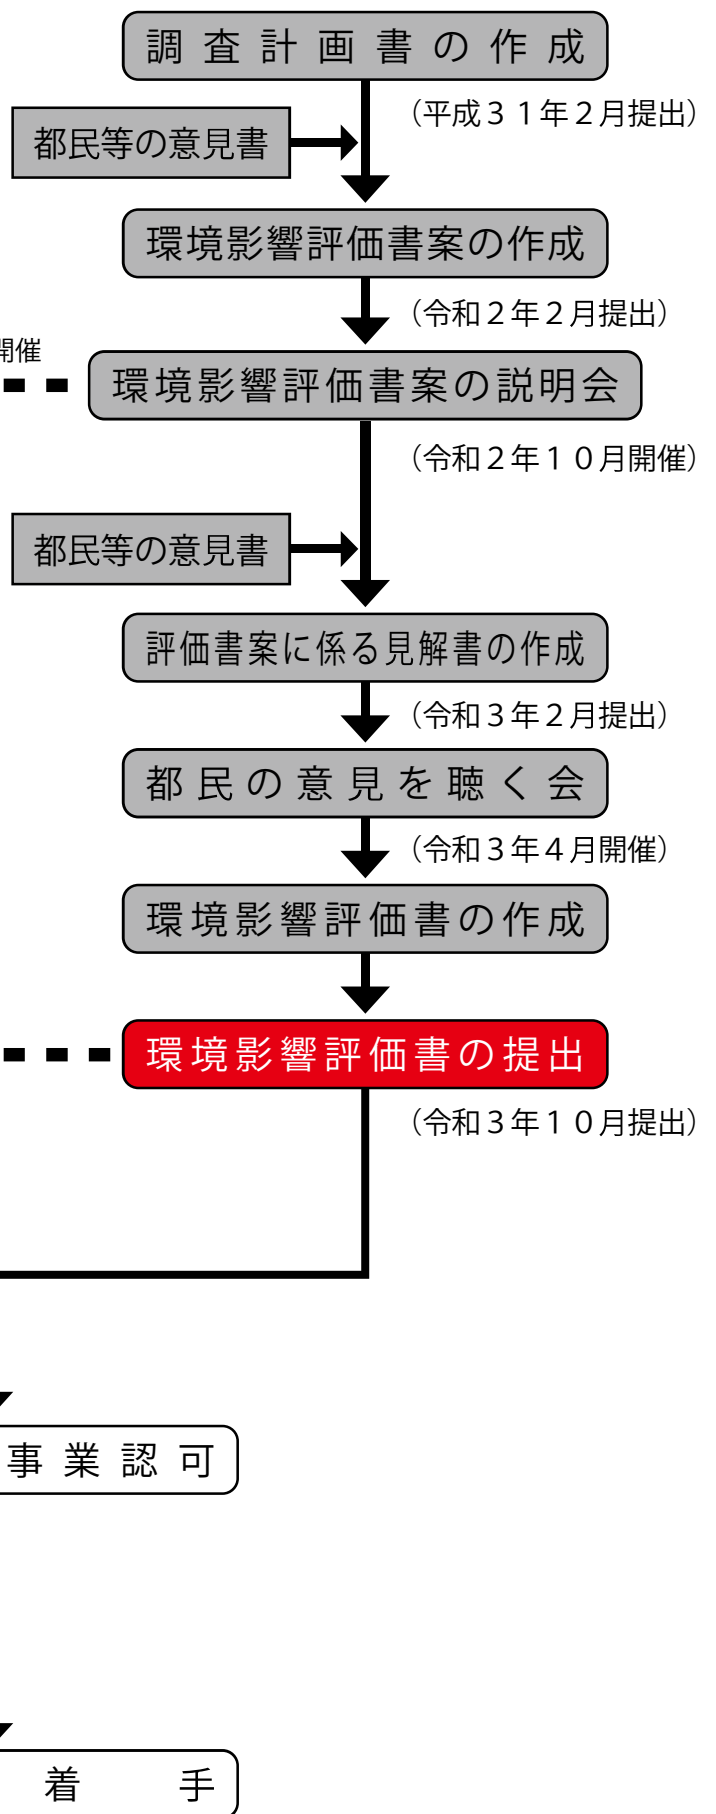 調査計画書の作成
（平成３１年２月提出）
都民等の意見書
環境影響評価書案の作成
（令和２年２月提出）
開催
環境影響評価書案の説明会
（令和２年１０月開催）
都民等の意見書
評価書案に係る見解書の作成
（令和３年２月提出）
都民の意見を聴く会
（令和３年４月開催）
環境影響評価書の作成
環境影響評価書の提出
（令和３年１０月提出）
事業認可
着手